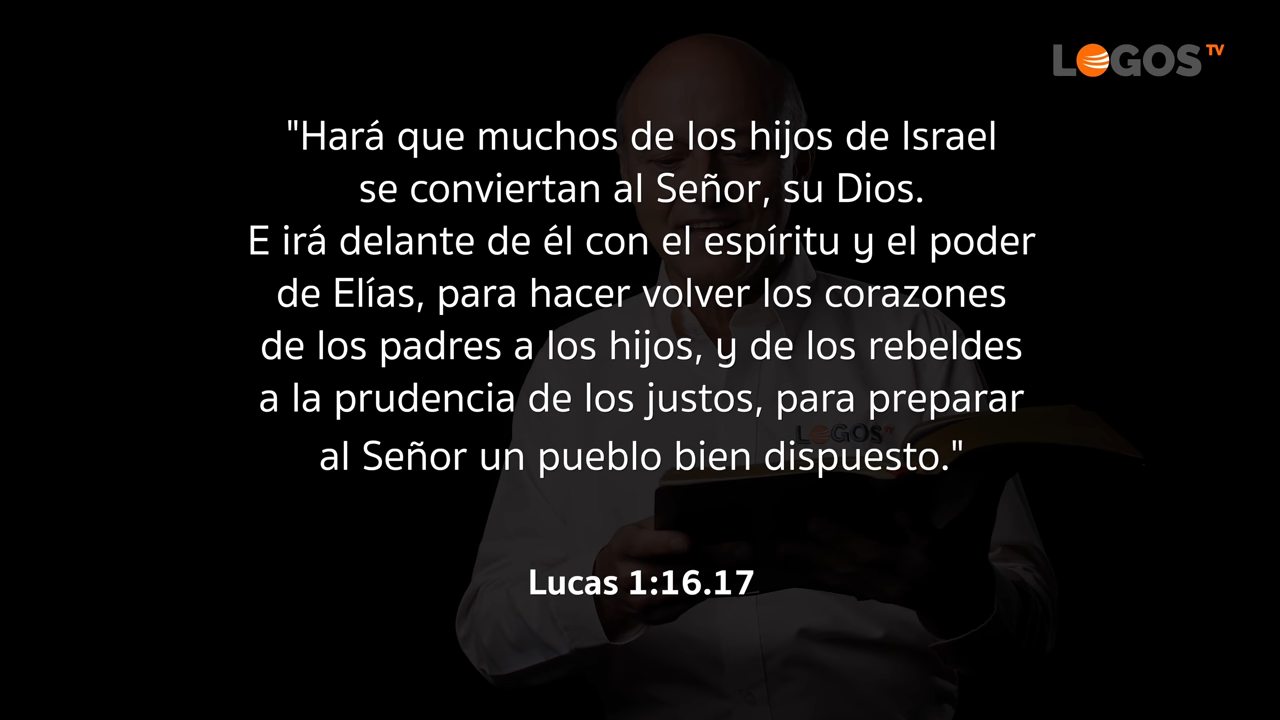 LOGOS TV
"Hará que muchos de los hijos de Israel
se conviertan al Señor, su Dios.
E irá delante de él con el espíritu y el poder
de Elías, para hacer volver los corazones
de los padres a los hijos, y de los rebeldes
a la prudencia de los justos, para preparar
LOGOS TV
al Señor un pueblo bien dispuesto."
Lucas 1:16.17